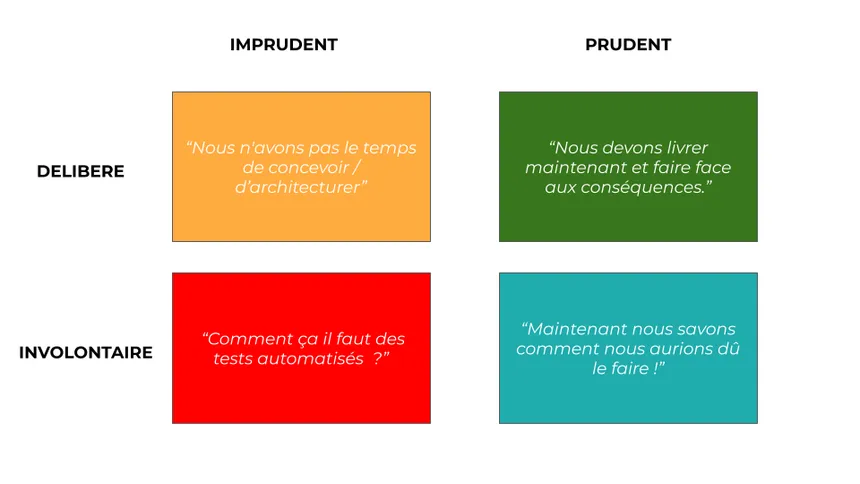 IMPRUDENT
PRUDENT
DELIBERE
“Nous n'avons pas le temps
de concevoir /
d’architecturer”
“Nous devons livrer
maintenant et faire face
aux conséquences.”
INVOLONTAIRE
“Comment ça il faut des
tests automatisés  ?”
“Maintenant nous savons
comment nous aurions dû
le faire !”